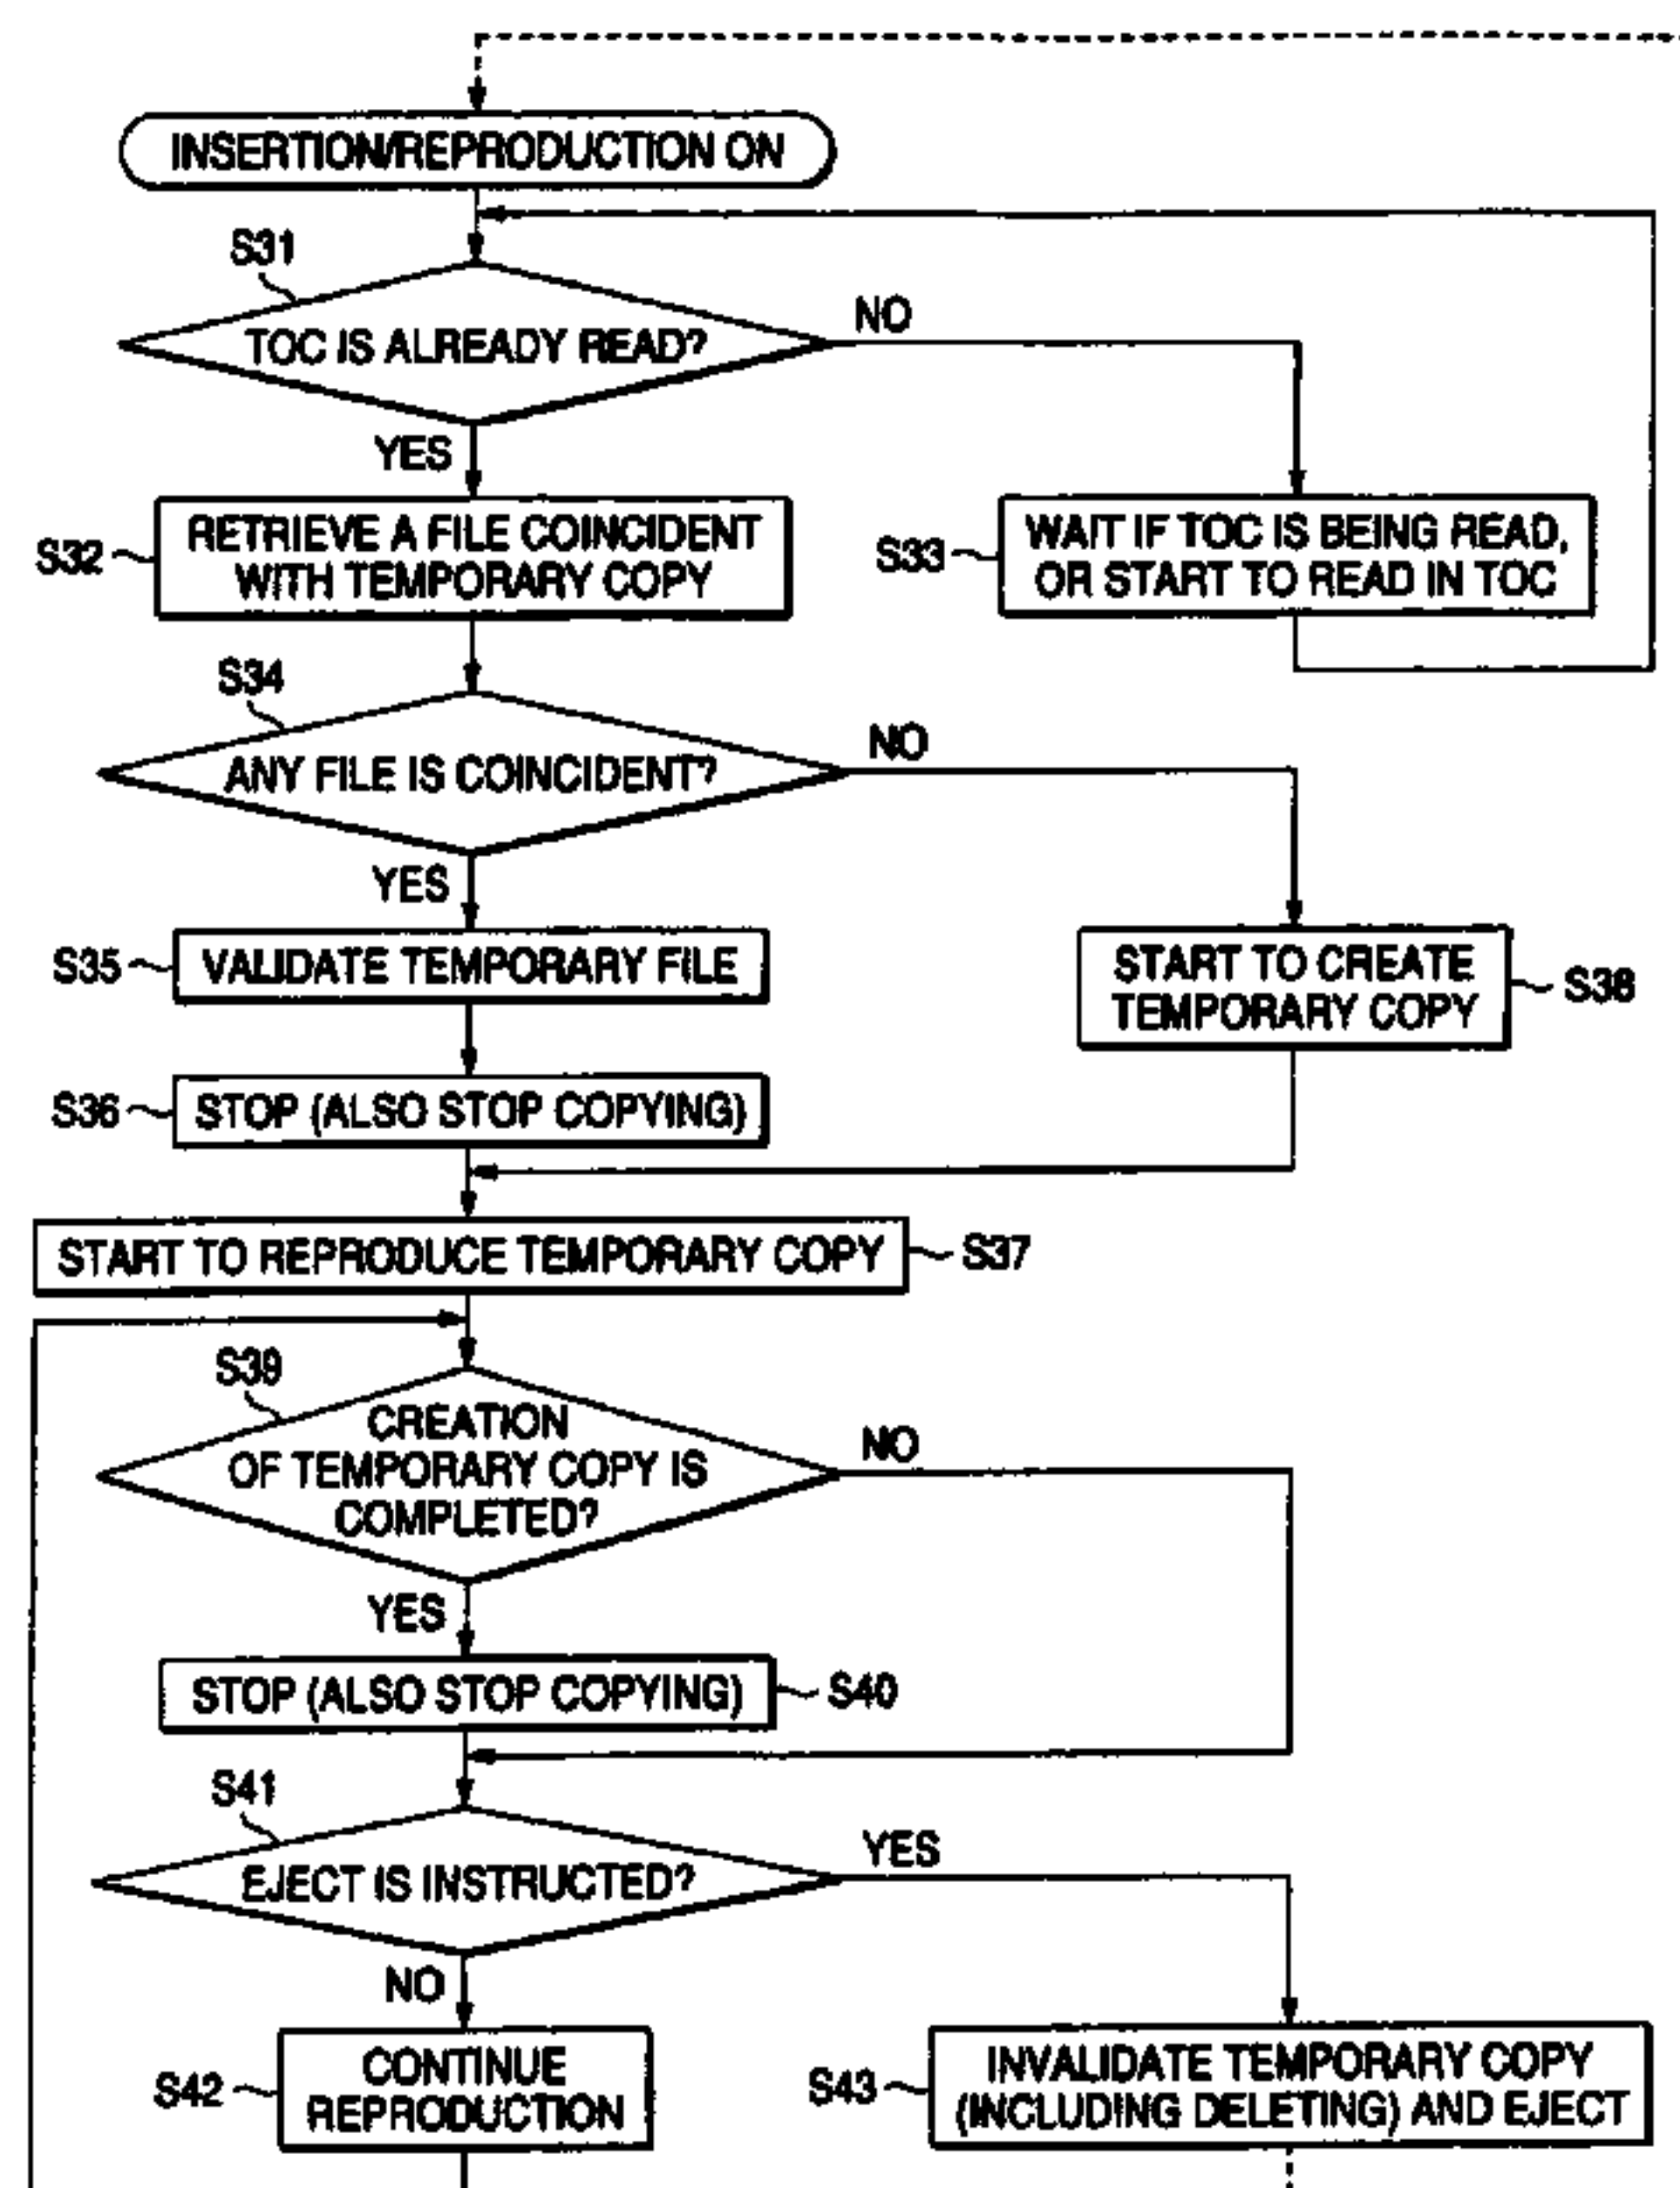 INSERTION/REPRODUCTION ON
S31
TOC IS ALREADY READ?
NO
YES
S32
RETRIEVE A FILE COINCIDENT
WITH TEMPORARY COPY
S33
WAIT IF TOC IS BEING READ,
OR START TO READ IN TOC
S34
ANY FILE IS COINCIDENT?
NO
YES
S35
VALIDATE TEMPORARY FILE
START TO CREATE
TEMPORARY COPY
S38
S36
STOP (ALSO STOP COPYING)
START TO REPRODUCE TEMPORARY COPY
S37
S39
CREATION
OF TEMPORARY COPY IS
COMPLETED?
NO
YES
STOP (ALSO STOP COPYING)
S40
S41
EJECT IS INSTRUCTED?
YES
NO
S42
CONTINUE
REPRODUCTION
S43
INVALIDATE TEMPORARY COPY
(INCLUDING DELETING) AND EJECT